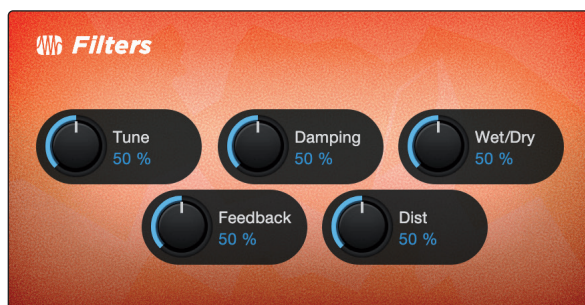 Filters
Tune
50 %
Damping
50 %
Wet/Dry
50 %
Feedback
50 %
Dist
50 %